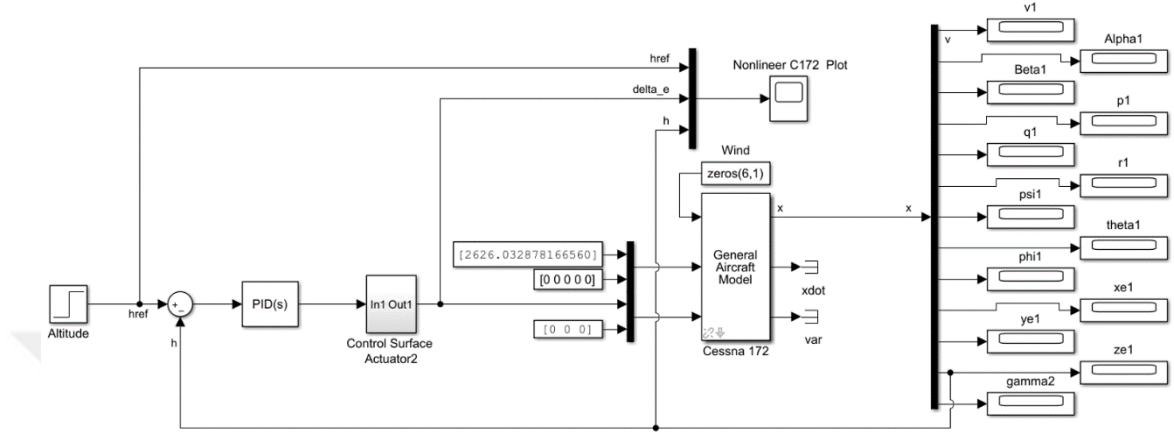 v1
v
Alpha1
href
Nonlineer C172 Plot
Beta1
delta_e
p1
h
q1
Wind
zeros(6,1)
r1
x
x
psi1
[2626.032878166560]
General
Aircraft
Model
theta1
[0 0 0 0 0]
phi1
xdot
PID(s)
In1 Out1
xe1
href
Altitude
Control Surface
Actuator2
[0 0 0]
var
ye1
h
Cessna 172
ze1
gamma2
+
-